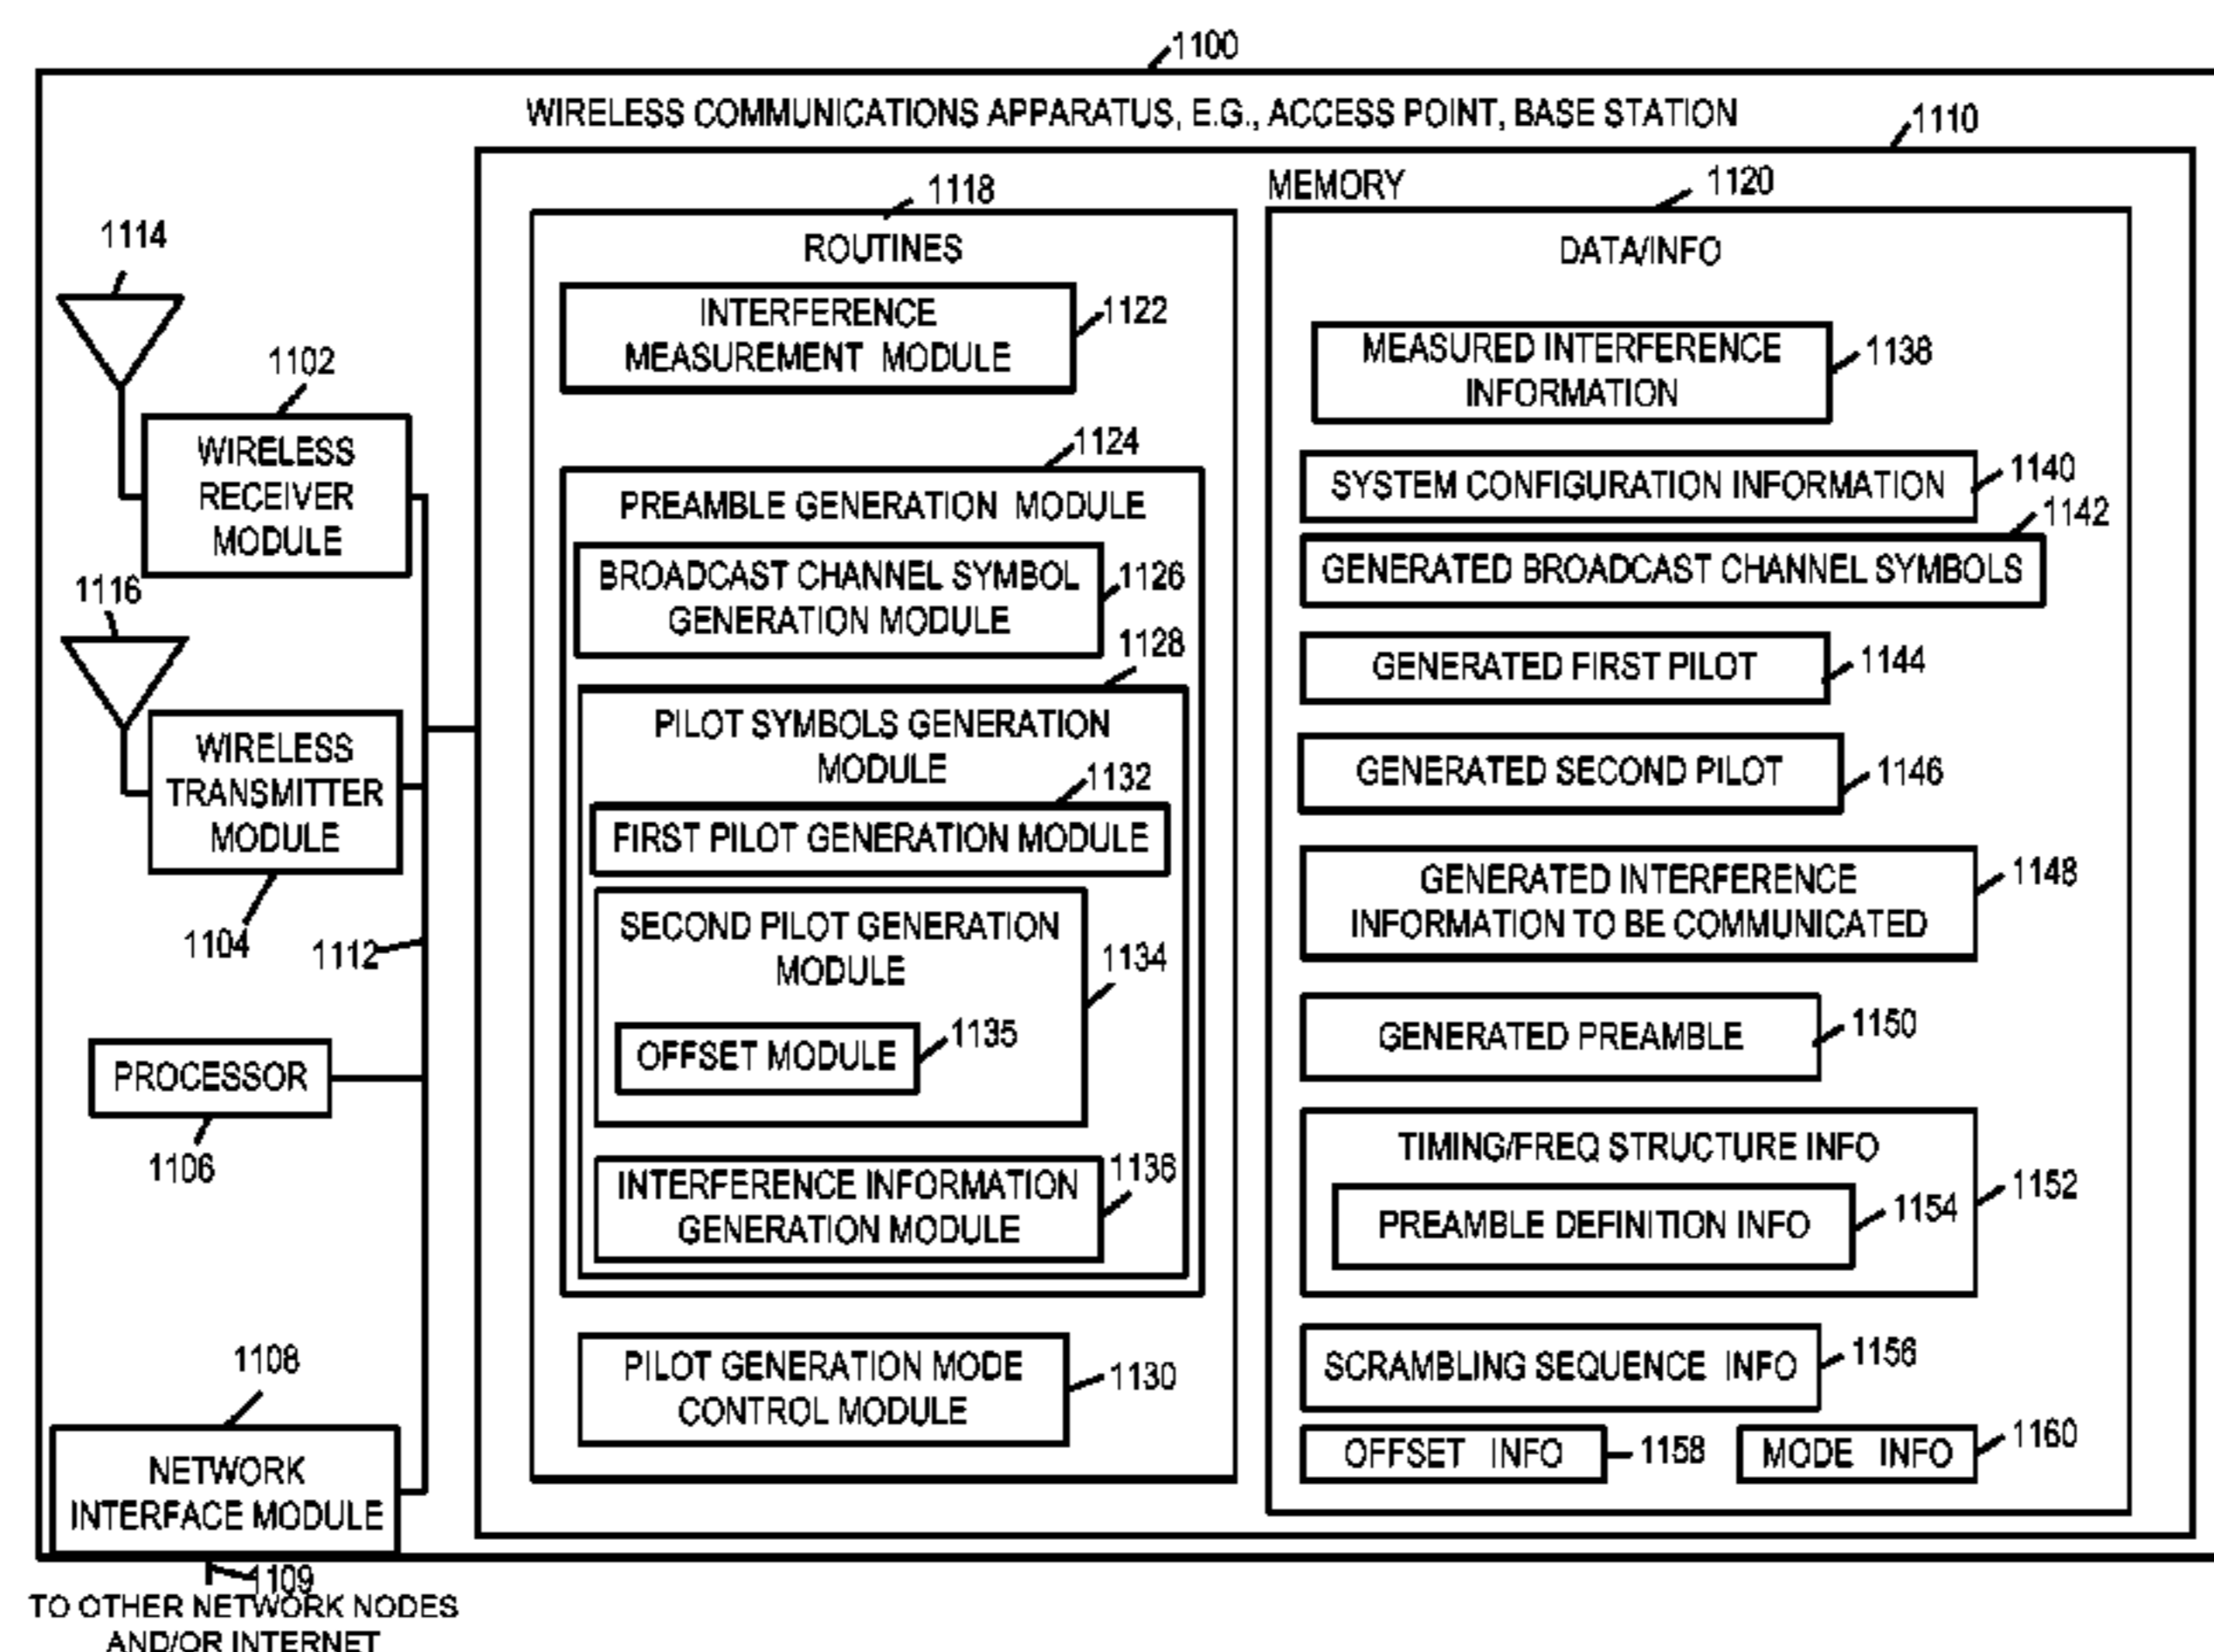 1100
WIRELESS COMMUNICATIONS APPARATUS, E.G., ACCESS POINT, BASE STATION
1110
1114
1102
WIRELESS
RECEIVER
MODULE
1116
WIRELESS
TRANSMITTER
MODULE
1104
1112
PROCESSOR
1106
1108
NETWORK
INTERFACE MODULE
1109
TO OTHER NETWORK NODES
AND/OR INTERNET
1118
ROUTINES
INTERFERENCE
MEASUREMENT MODULE
1122
1124
PREAMBLE GENERATION MODULE
BROADCAST CHANNEL SYMBOL
GENERATION MODULE
1126
1128
PILOT SYMBOLS GENERATION
MODULE
1132
FIRST PILOT GENERATION MODULE
SECOND PILOT GENERATION
MODULE
1134
OFFSET MODULE
1135
INTERFERENCE INFORMATION
GENERATION MODULE
1136
PILOT GENERATION MODE
CONTROL MODULE
1130
MEMORY
1120
DATA/INFO
MEASURED INTERFERENCE
INFORMATION
1138
SYSTEM CONFIGURATION INFORMATION
1140
1142
GENERATED BROADCAST CHANNEL SYMBOLS
GENERATED FIRST PILOT
1144
GENERATED SECOND PILOT
1146
GENERATED INTERFERENCE
INFORMATION TO BE COMMUNICATED
1148
GENERATED PREAMBLE
1150
TIMING/FREQ STRUCTURE INFO
1152
PREAMBLE DEFINITION INFO
1154
SCRAMBLING SEQUENCE INFO
1156
OFFSET INFO
1158
MODE INFO
1160